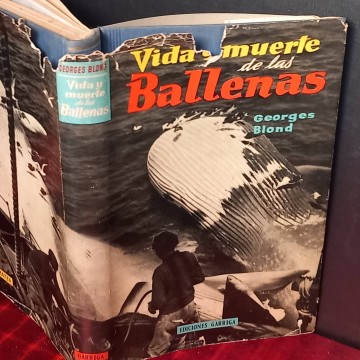 Vida y muerte
de las
Ballenas
Georges
Blond
EDICIONES GARRIGA
GEORGES BLOND
Vida y
muerte
de las
Ballenas
GARRIGA